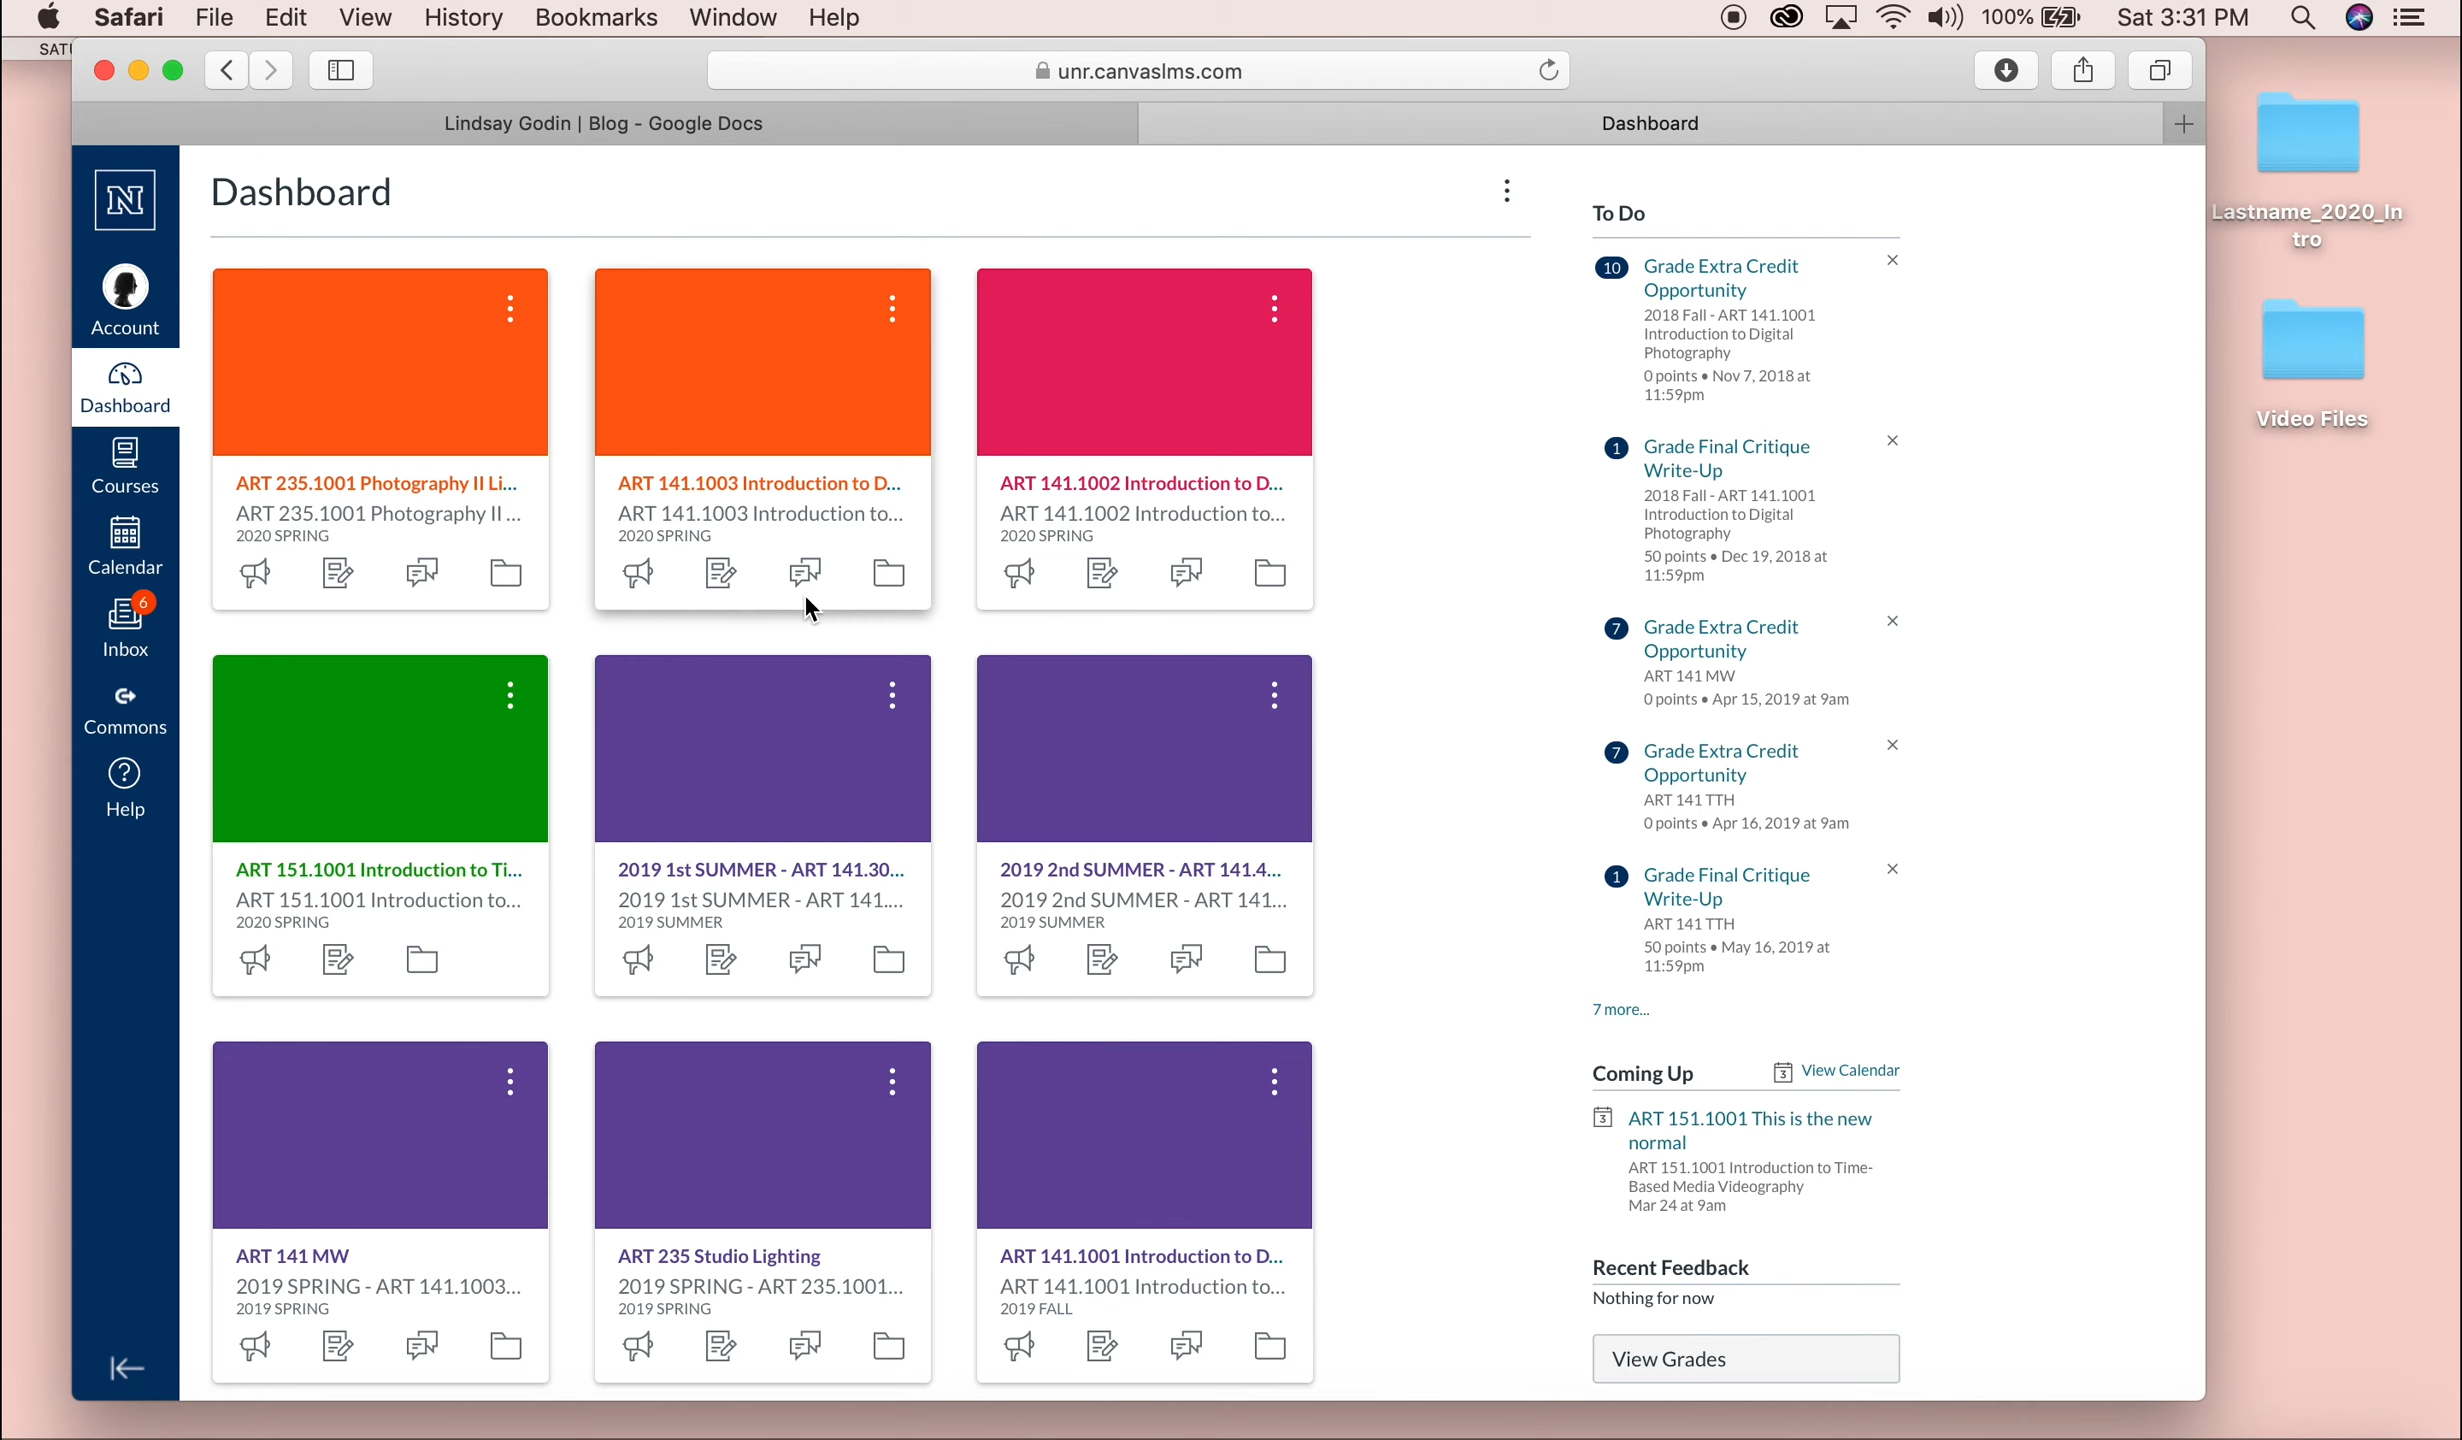 Safari File Edit View History Bookmarks Window Help 100% Sat 3:31 PM
SATU
unr.canvaslms.com
Lindsay Godin | Blog - Google Docs
Dashboard
N
Account
Dashboard
Courses
Calendar
6
Inbox
Commons
Help
Dashboard
ART 235.1001 Photography II Li...
ART 235.1001 Photography II ...
2020 SPRING
ART 141.1003 Introduction to D...
ART 141.1003 Introduction to...
2020 SPRING
ART 141.1002 Introduction to D...
ART 141.1002 Introduction to...
2020 SPRING
ART 151.1001 Introduction to Ti...
ART 151.1001 Introduction to...
2020 SPRING
2019 1st SUMMER - ART 141.30...
2019 1st SUMMER - ART 141....
2019 SUMMER
2019 2nd SUMMER - ART 141.4...
2019 2nd SUMMER - ART 141...
2019 SUMMER
ART 141 MW
2019 SPRING - ART 141.1003...
2019 SPRING
ART 235 Studio Lighting
2019 SPRING - ART 235.1001...
2019 SPRING
ART 141.1001 Introduction to D...
ART 141.1001 Introduction to...
2019 FALL
To Do
10 Grade Extra Credit
Opportunity
2018 Fall - ART 141.1001
Introduction to Digital
Photography
0 points • Nov 7, 2018 at
11:59pm
1 Grade Final Critique
Write-Up
2018 Fall - ART 141.1001
Introduction to Digital
Photography
50 points • Dec 19, 2018 at
11:59pm
7 Grade Extra Credit
Opportunity
ART 141 MW
0 points • Apr 15, 2019 at 9am
7 Grade Extra Credit
Opportunity
ART 141 TTH
0 points • Apr 16, 2019 at 9am
1 Grade Final Critique
Write-Up
ART 141 TTH
50 points • May 16, 2019 at
11:59pm
7 more...
Coming Up 3 View Calendar
3 ART 151.1001 This is the new
normal
ART 151.1001 Introduction to Time-
Based Media Videography
Mar 24 at 9am
Recent Feedback
Nothing for now
View Grades
Lastname_2020_In
tro
Video Files